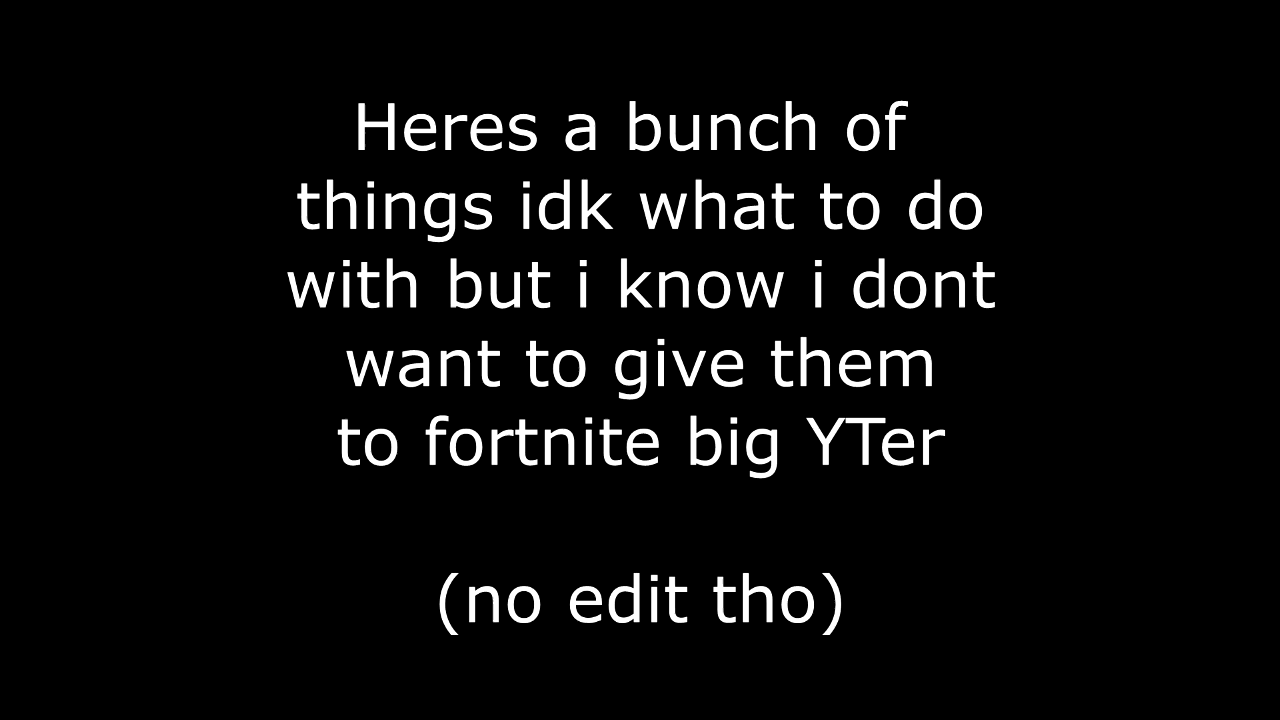 Heres a bunch of
things idk what to do
with but i know i dont
want to give them
to fortnite big YTer
(no edit tho)